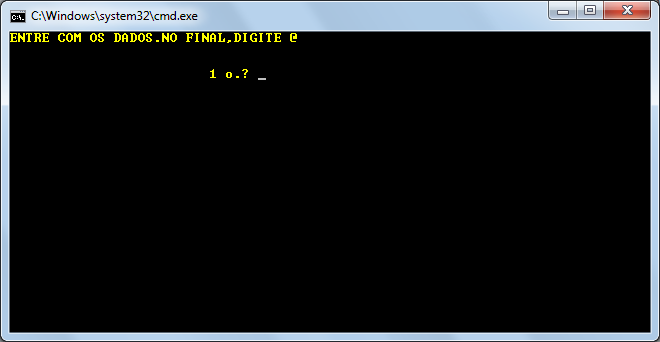 C:\Windows\system32\cmd.exe
ENTRE COM OS DADOS.NO FINAL,DIGITE @
1 o.? _